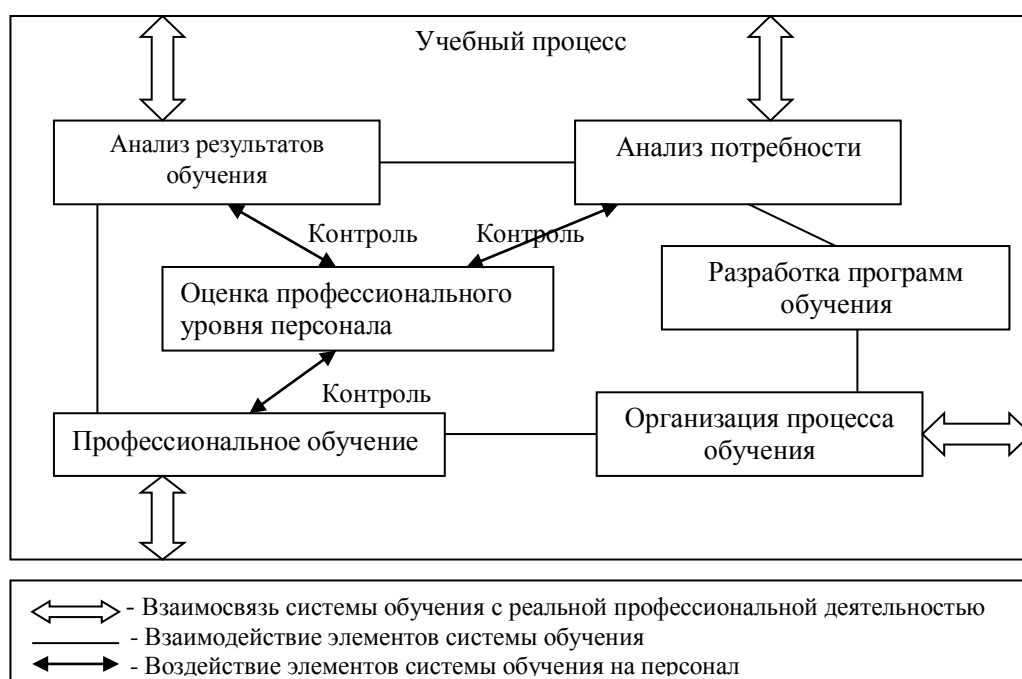 Учебный процесс
Анализ результатов
обучения
Анализ потребности
Контроль
Контроль
Оценка профессионального
уровня персонала
Разработка программ
обучения
Контроль
Профессиональное обучение
Организация процесса
обучения
- Взаимосвязь системы обучения с реальной профессиональной деятельностью
- Взаимодействие элементов системы обучения
- Воздействие элементов системы обучения на персонал